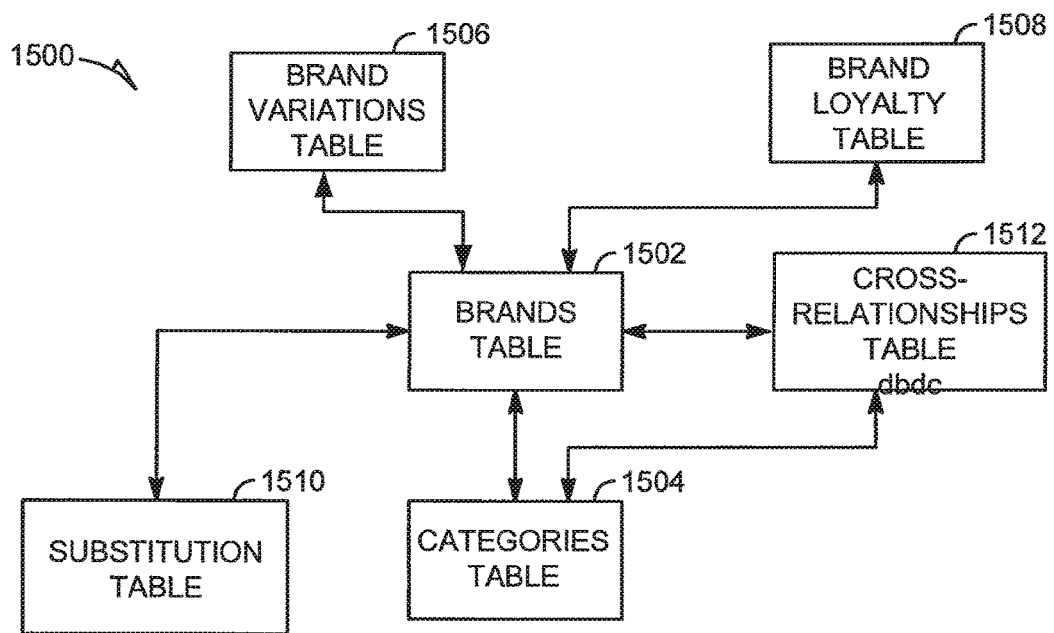 1500
1506
BRAND
VARIATIONS
TABLE
1508
BRAND
LOYALTY
TABLE
1502
BRANDS
TABLE
1512
CROSS-
RELATIONSHIPS
TABLE
dbdc
1510
SUBSTITUTION
TABLE
1504
CATEGORIES
TABLE